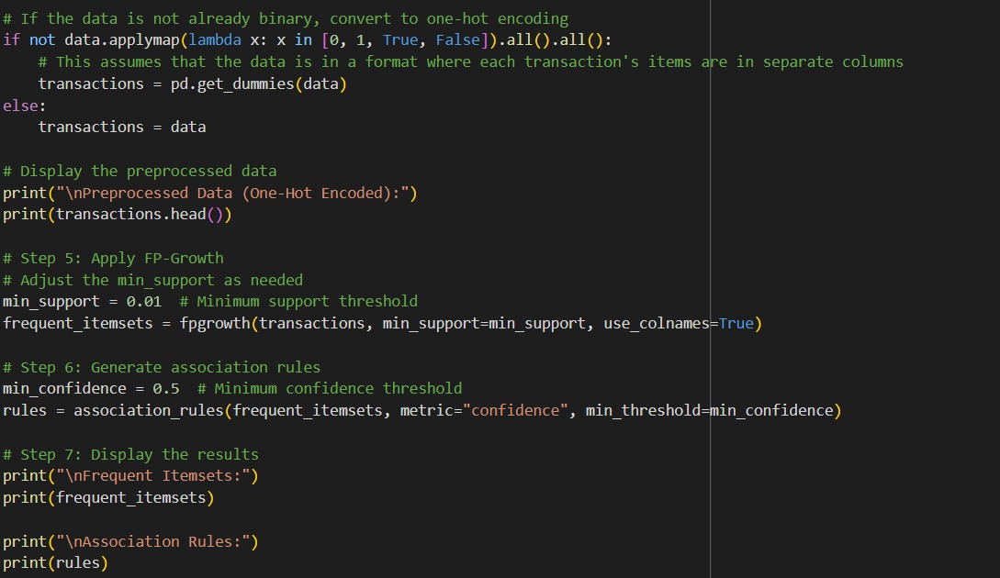 # If the data is not already binary, convert to one-hot encoding
if not data.applymap(lambda x: x in [0, 1, True, False]).all().all():
    # This assumes that the data is in a format where each transaction's items are in separate columns
    transactions = pd.get_dummies(data)
else:
    transactions = data

# Display the preprocessed data
print("\nPreprocessed Data (One-Hot Encoded):")
print(transactions.head())

# Step 5: Apply FP-Growth
# Adjust the min_support as needed
min_support = 0.01  # Minimum support threshold
frequent_itemsets = fpgrowth(transactions, min_support=min_support, use_colnames=True)

# Step 6: Generate association rules
min_confidence = 0.5  # Minimum confidence threshold
rules = association_rules(frequent_itemsets, metric="confidence", min_threshold=min_confidence)

# Step 7: Display the results
print("\nFrequent Itemsets:")
print(frequent_itemsets)

print("\nAssociation Rules:")
print(rules)